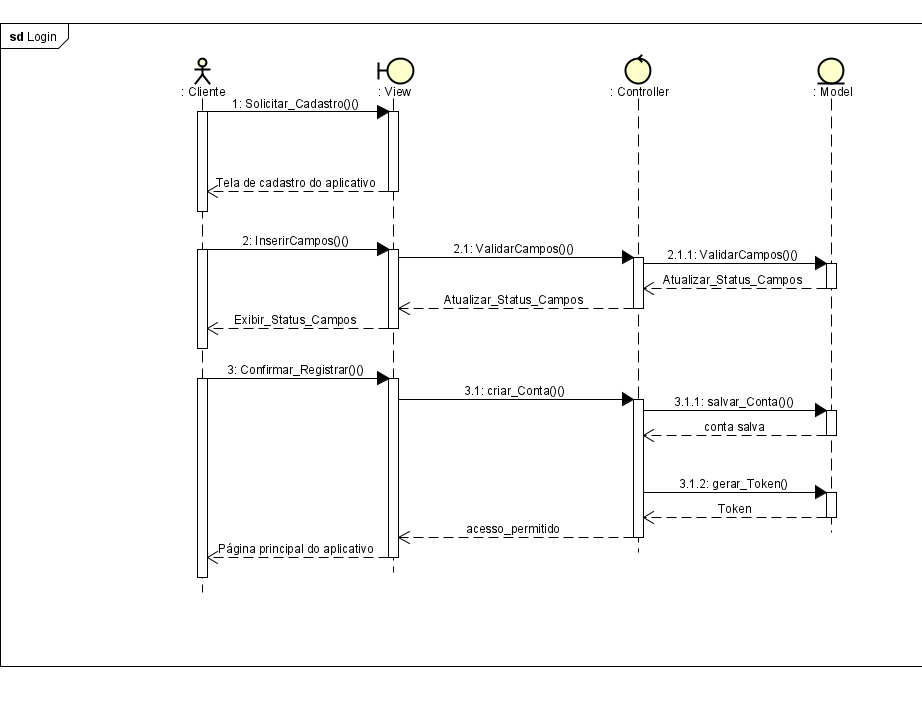 sd Login
: Cliente
: View
: Controller
: Model
1: Solicitar_Cadastro()()
Tela de cadastro do aplicativo
2: InserirCampos()()
2.1: ValidarCampos()()
2.1.1: ValidarCampos()()
Atualizar_Status_Campos
Atualizar_Status_Campos
Exibir_Status_Campos
3: Confirmar_Registrar()()
3.1: criar_Conta()()
3.1.1: salvar_Conta()()
conta salva
3.1.2: gerar_Token()
Token
acesso_permitido
Página principal do aplicativo